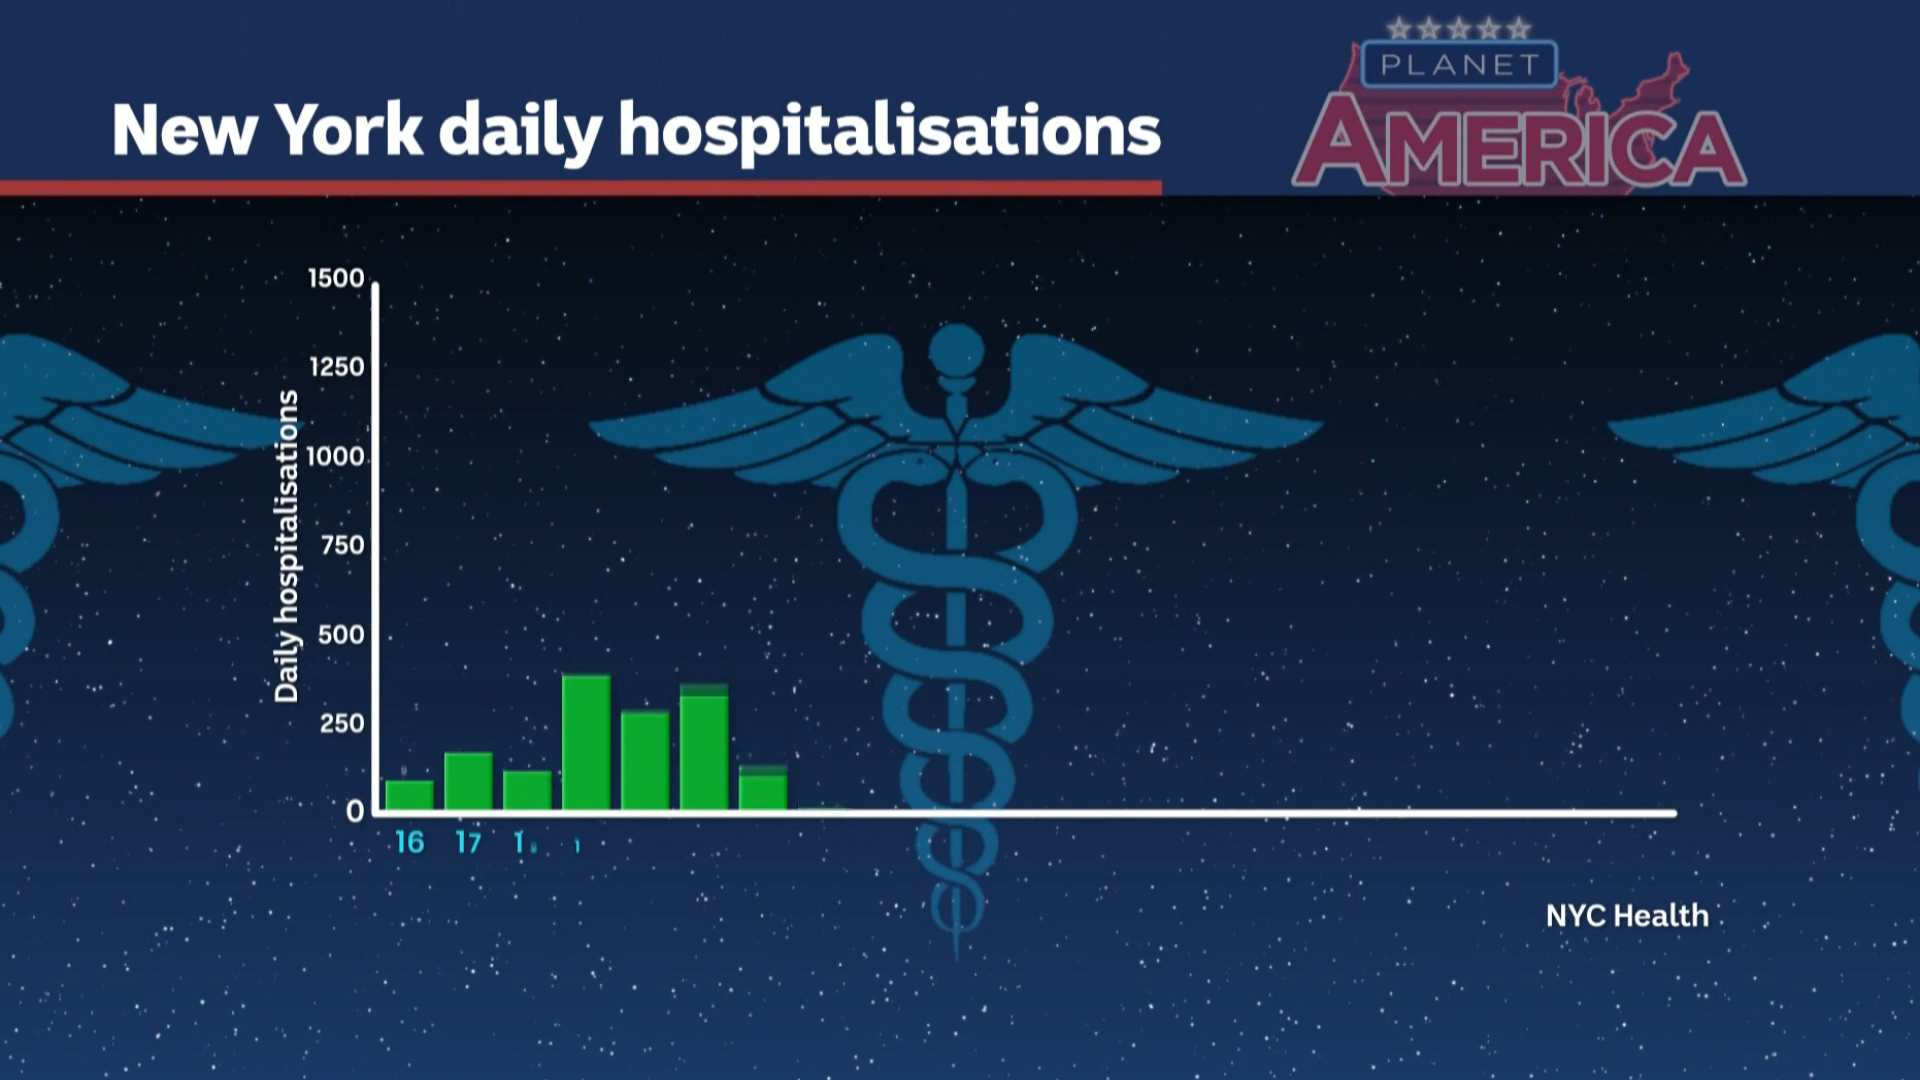 PLANET
AMERICA
New York daily hospitalisations
Daily hospitalisations
1500
1250
1000
750
500
250
0
16 17
NYC Health